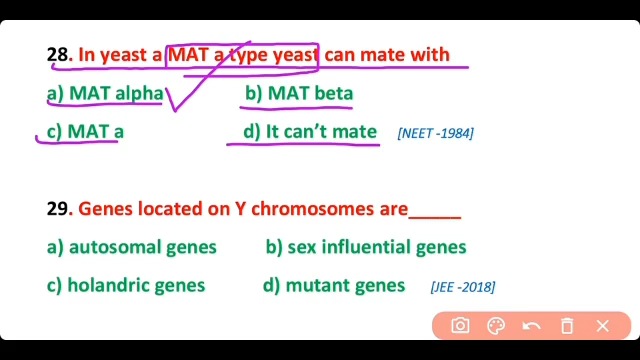 28. In yeast a MAT a type yeast can mate with
a) MAT alpha b) MAT beta
c) MAT a d) It can't mate [NEET -1984]
29. Genes located on Y chromosomes are_____
a) autosomal genes b) sex influential genes
c) holandric genes d) mutant genes [JEE -2018]